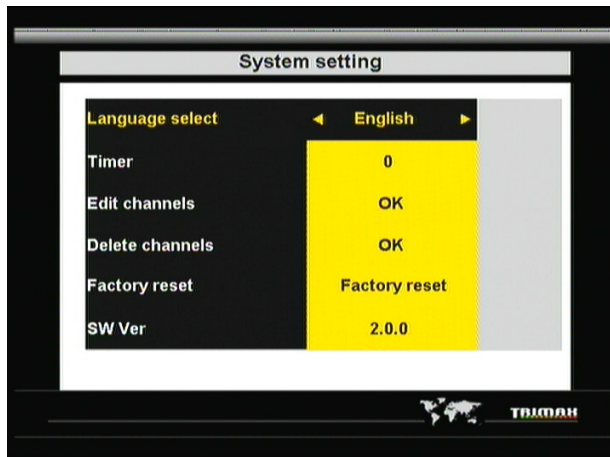 System setting
Language select ◄ English ►
Timer 0
Edit channels OK
Delete channels OK
Factory reset Factory reset
SW Ver 2.0.0
TRIMAX